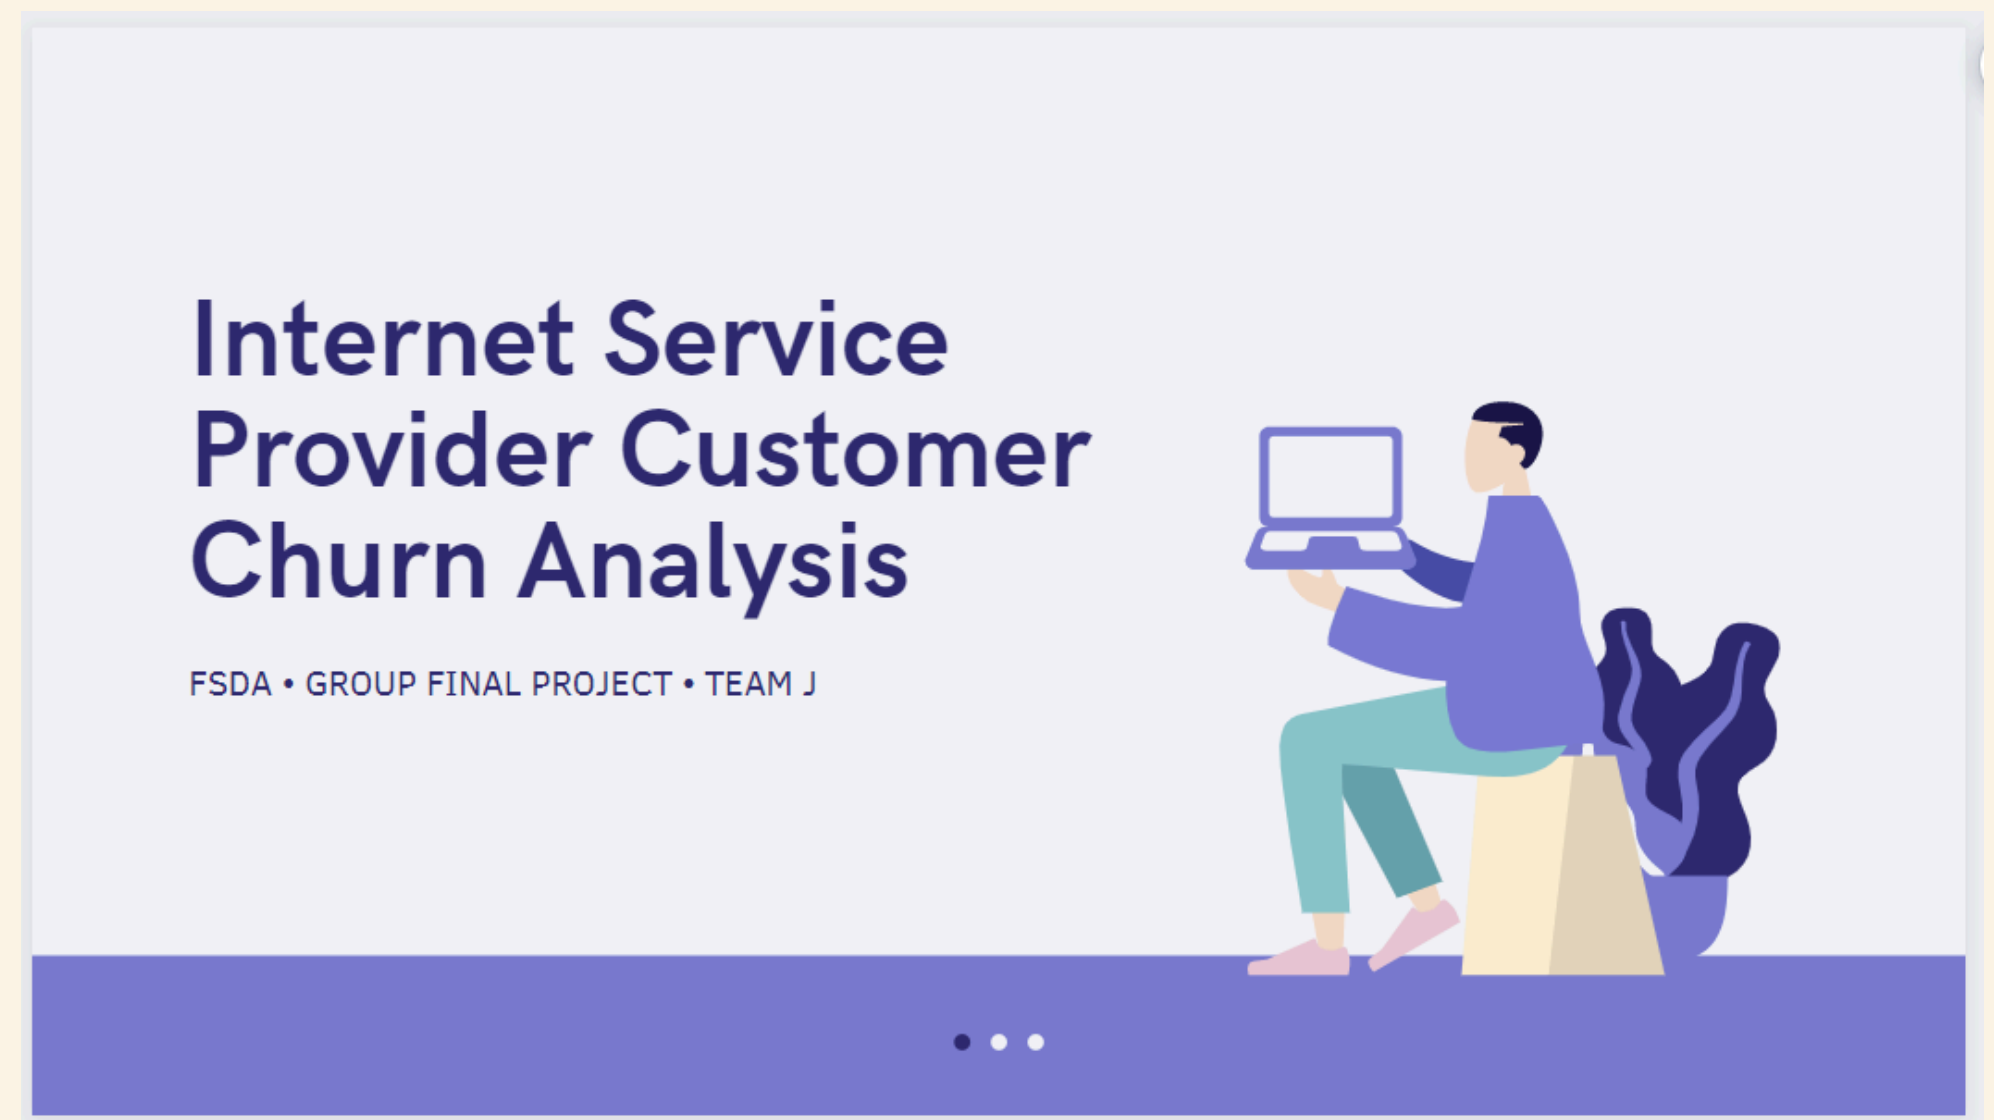 Internet Service
Provider Customer
Churn Analysis
FSDA • GROUP FINAL PROJECT • TEAM J